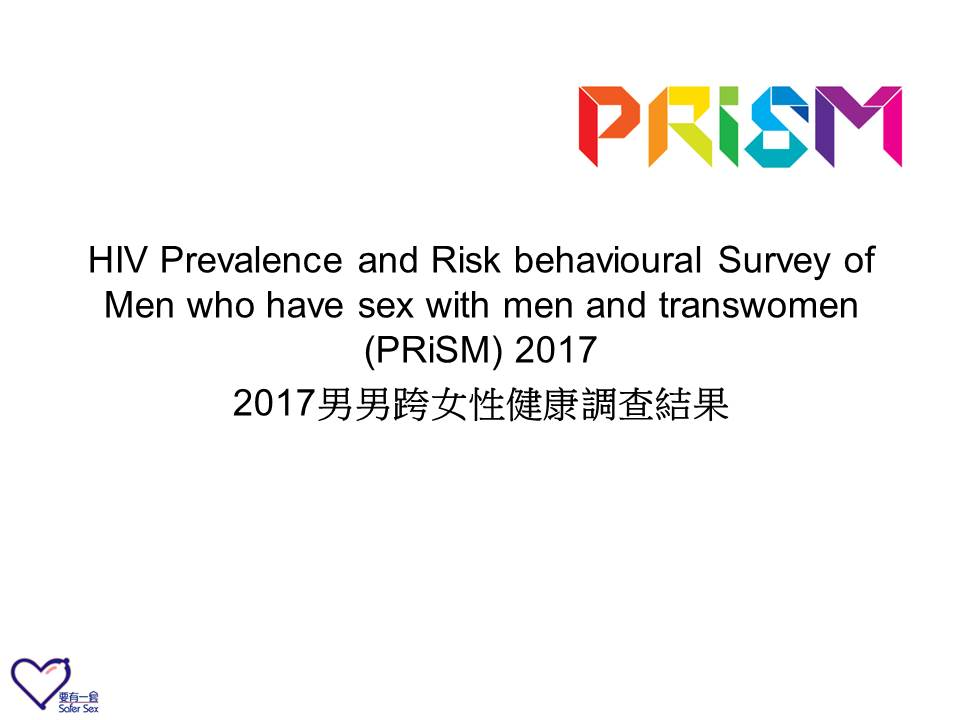 PRiSM
HIV Prevalence and Risk behavioural Survey of
Men who have sex with men and transwomen
(PRiSM) 2017
2017男男跨女性健康調查結果
要有一套
Safer Sex